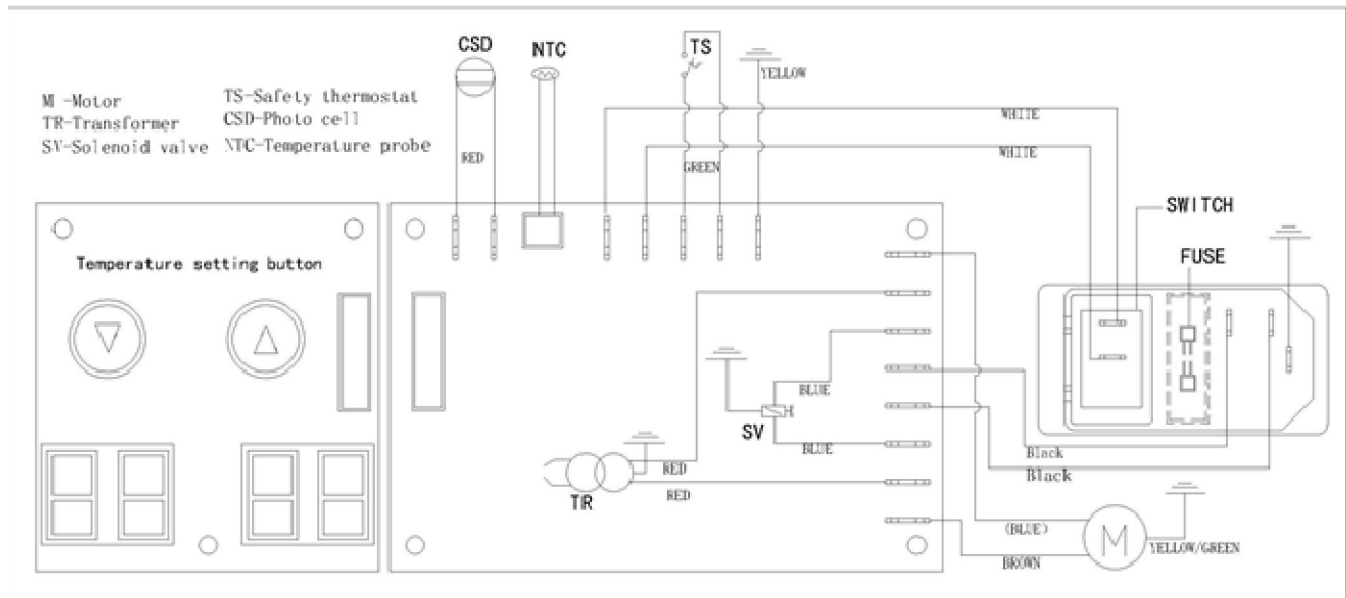 CSD
NTC
TS
YELLOW
M -Motor
TS-Safety thermostat
TR-Transformer
CSD-Photo cell
SV-Solenoid valve
NTC-Temperature probe
WHITE
RED
GREEN
WHITE
SWITCH
FUSE
Temperature setting button
BLUE
SV
BLUE
Black
RED
Black
TR
RED
(BLUE)
M
YELLOW/GREEN
BROWN